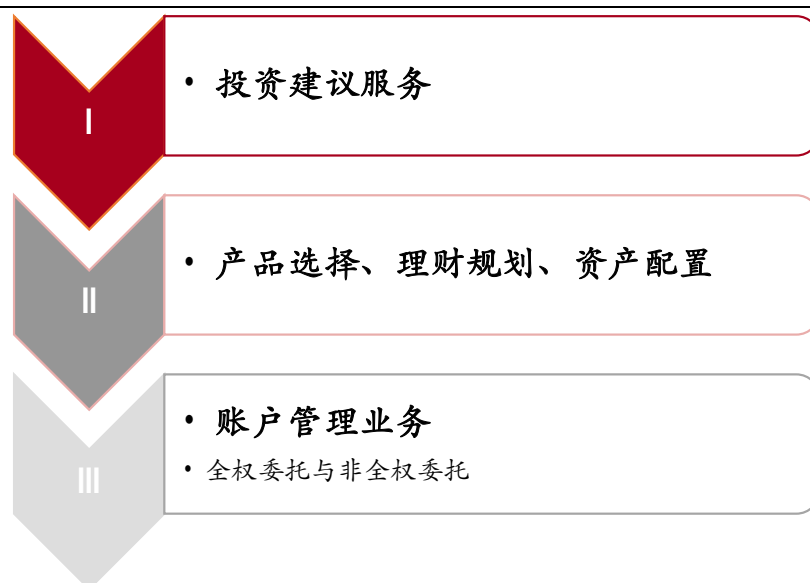 I
• 投资建议服务
II
• 产品选择、理财规划、资产配置
III
• 账户管理业务
• 全权委托与非全权委托